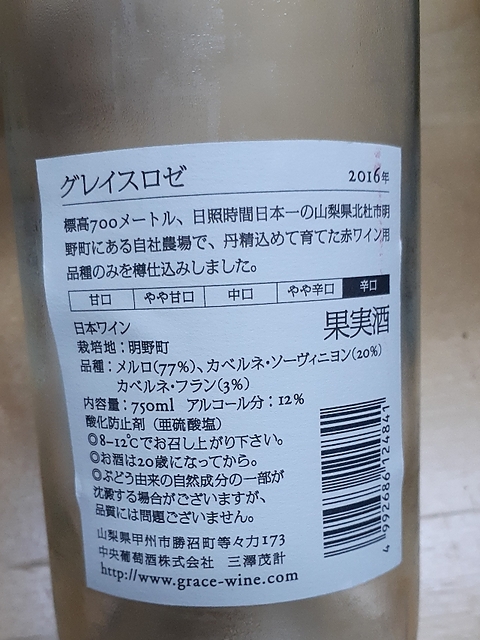 グレイスロゼ 2016年
標高700メートル、日照時間日本一の山梨県北杜市明
野町にある自社農場で、丹精込めて育てた赤ワイン用
品種のみを樽仕込みしました。
甘口 やや甘口 中口 やや辛口 辛口
日本ワイン
果実酒
栽培地：明野町
品種：メルロ(77%)、カベルネ・ソーヴィニヨン(20%)
カベルネ・フラン(3%)
内容量：750ml アルコール分：12%
酸化防止剤（亜硫酸塩）
◎8-12℃でお召し上がり下さい。
◎お酒は20歳になってから。
◎ぶどう由来の自然成分の一部が
沈澱する場合がございますが、
品質には問題ございません。
山梨県甲州市勝沼町等々力173
中央葡萄酒株式会社 三澤茂計
http://www.grace-wine.com
4 992686 124841